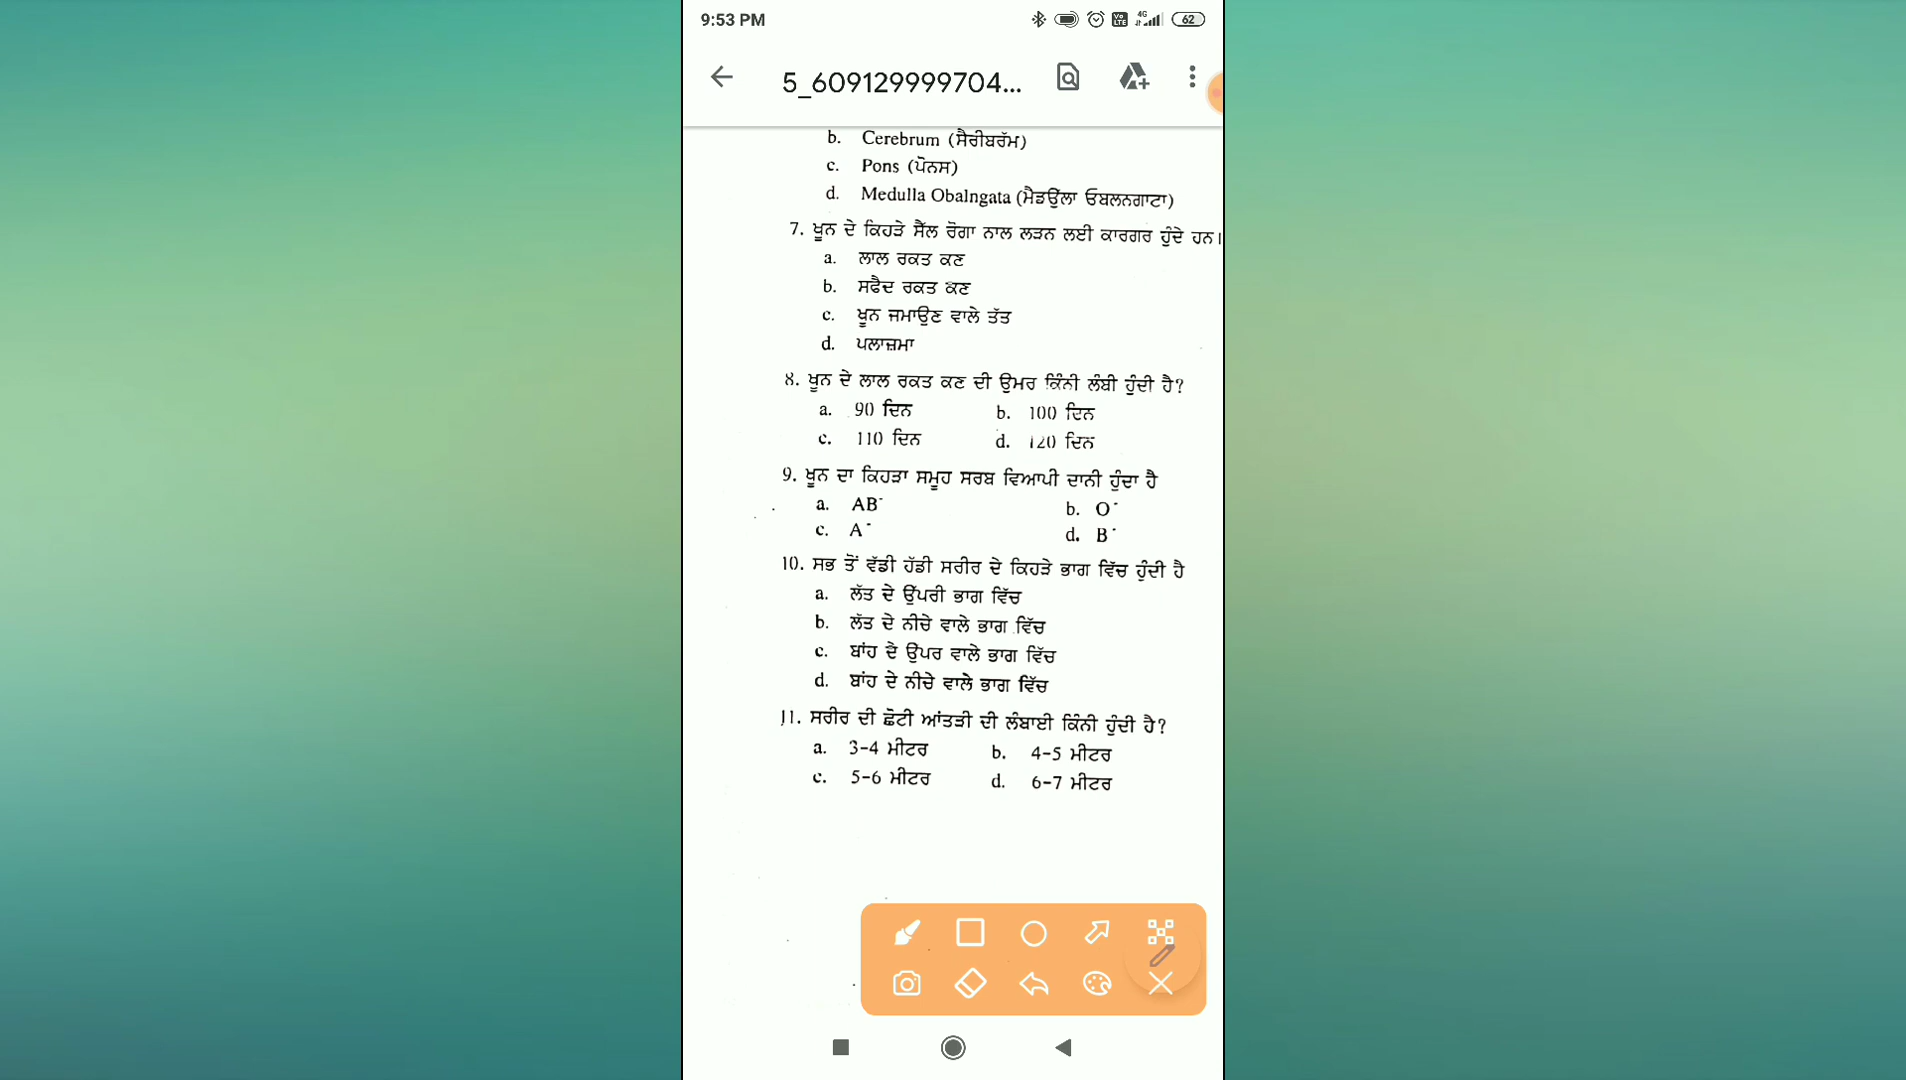 9:53 PM
62
5_609129999704...
b. Cerebrum (ਸੈਰੀਬਰੱਮ)
c. Pons (ਪੋਨਸ)
d. Medulla Obalngata (ਮੈਡਉੱਲਾ ਓਬਲਨਗਾਟਾ)
7. ਖੂਨ ਦੇ ਕਿਹੜੇ ਸੈੱਲ ਰੋਗਾ ਨਾਲ ਲੜਨ ਲਈ ਕਾਰਗਰ ਹੁੰਦੇ ਹਨ।
a. ਲਾਲ ਰਕਤ ਕਣ
b. ਸਫੈਦ ਰਕਤ ਕਣ
c. ਖੂਨ ਜਮਾਉਣ ਵਾਲੇ ਤੱਤ
d. ਪਲਾਜ਼ਮਾ
8. ਖੂਨ ਦੇ ਲਾਲ ਰਕਤ ਕਣ ਦੀ ਉਮਰ ਕਿੰਨੀ ਲੰਬੀ ਹੁੰਦੀ ਹੈ?
a. 90 ਦਿਨ b. 100 ਦਿਨ
c. 110 ਦਿਨ d. 120 ਦਿਨ
9. ਖੂਨ ਦਾ ਕਿਹੜਾ ਸਮੂਹ ਸਰਬ ਵਿਆਪੀ ਦਾਨੀ ਹੁੰਦਾ ਹੈ
a. AB⁻ b. O⁻
c. A⁻ d. B⁻
10. ਸਭ ਤੋਂ ਵੱਡੀ ਹੱਡੀ ਸਰੀਰ ਦੇ ਕਿਹੜੇ ਭਾਗ ਵਿੱਚ ਹੁੰਦੀ ਹੈ
a. ਲੱਤ ਦੇ ਉੱਪਰੀ ਭਾਗ ਵਿੱਚ
b. ਲੱਤ ਦੇ ਨੀਚੇ ਵਾਲੇ ਭਾਗ ਵਿੱਚ
c. ਬਾਂਹ ਦੇ ਉਪਰ ਵਾਲੇ ਭਾਗ ਵਿੱਚ
d. ਬਾਂਹ ਦੇ ਨੀਚੇ ਵਾਲੇ ਭਾਗ ਵਿੱਚ
11. ਸਰੀਰ ਦੀ ਛੋਟੀ ਆਂਤੜੀ ਦੀ ਲੰਬਾਈ ਕਿੰਨੀ ਹੁੰਦੀ ਹੈ?
a. 3-4 ਮੀਟਰ b. 4-5 ਮੀਟਰ
c. 5-6 ਮੀਟਰ d. 6-7 ਮੀਟਰ